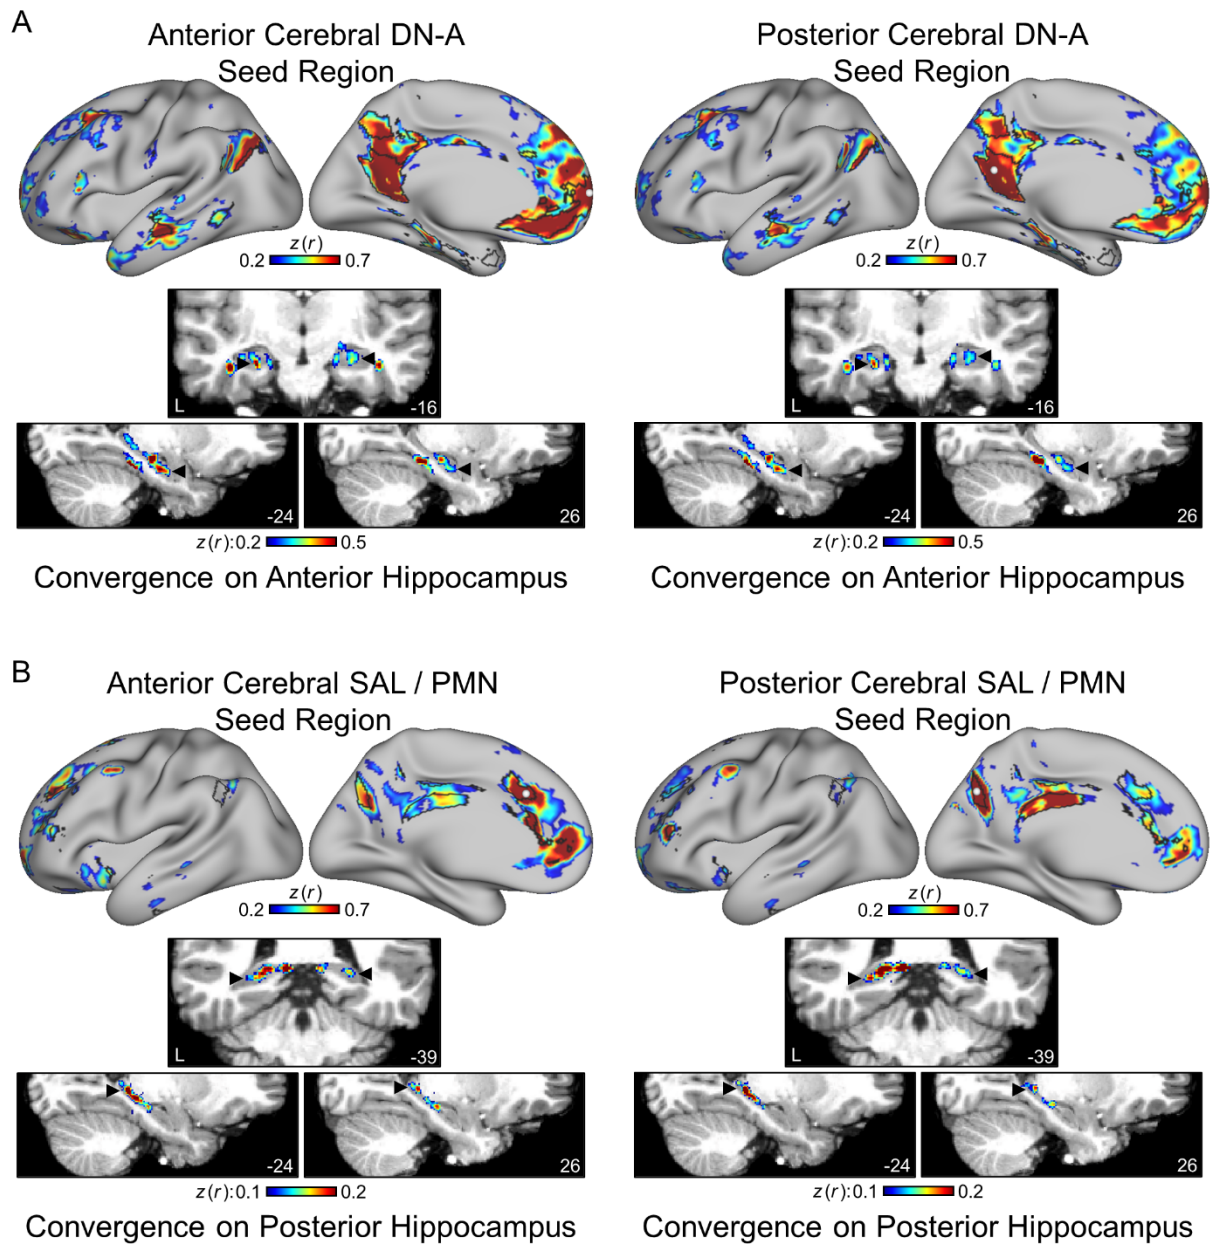 A
Anterior Cerebral DN-A
Seed Region
Posterior Cerebral DN-A
Seed Region
z(r)
0.2 0.7
z(r)
0.2 0.7
L -16
L -16
-24 26
-24 26
z(r):0.2 0.5
z(r):0.2 0.5
Convergence on Anterior Hippocampus
Convergence on Anterior Hippocampus
B
Anterior Cerebral SAL / PMN
Seed Region
Posterior Cerebral SAL / PMN
Seed Region
z(r)
0.2 0.7
z(r)
0.2 0.7
L -39
L -39
-24 26
-24 26
z(r):0.1 0.2
z(r):0.1 0.2
Convergence on Posterior Hippocampus
Convergence on Posterior Hippocampus